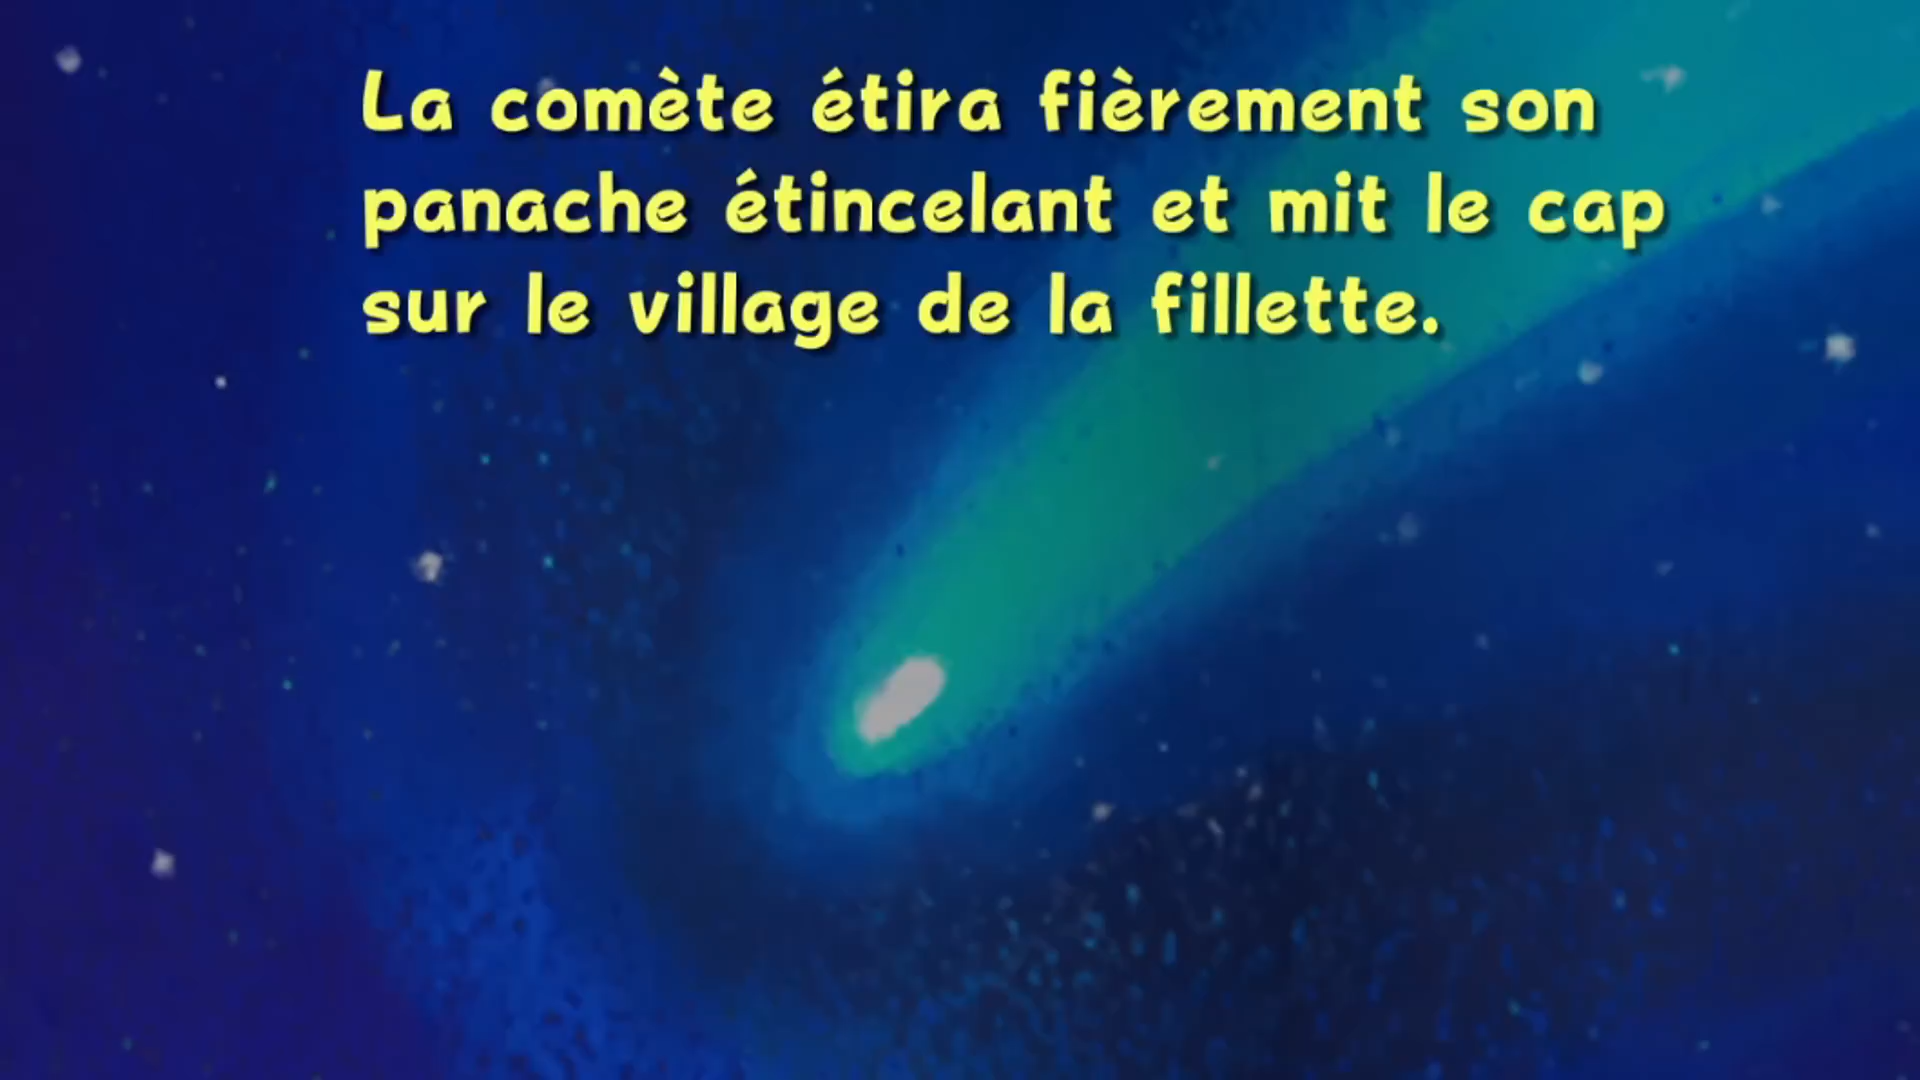 La comète étira fièrement son
panache étincelant et mit le cap
sur le village de la fillette.